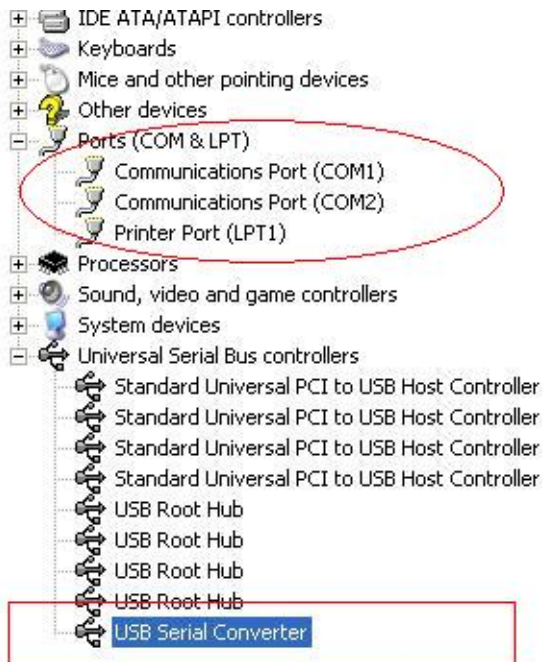 IDE ATA/ATAPI controllers
Keyboards
Mice and other pointing devices
Other devices
Ports (COM & LPT)
Communications Port (COM1)
Communications Port (COM2)
Printer Port (LPT1)
Processors
Sound, video and game controllers
System devices
Universal Serial Bus controllers
Standard Universal PCI to USB Host Controller
Standard Universal PCI to USB Host Controller
Standard Universal PCI to USB Host Controller
Standard Universal PCI to USB Host Controller
USB Root Hub
USB Root Hub
USB Root Hub
USB Root Hub
USB Serial Converter